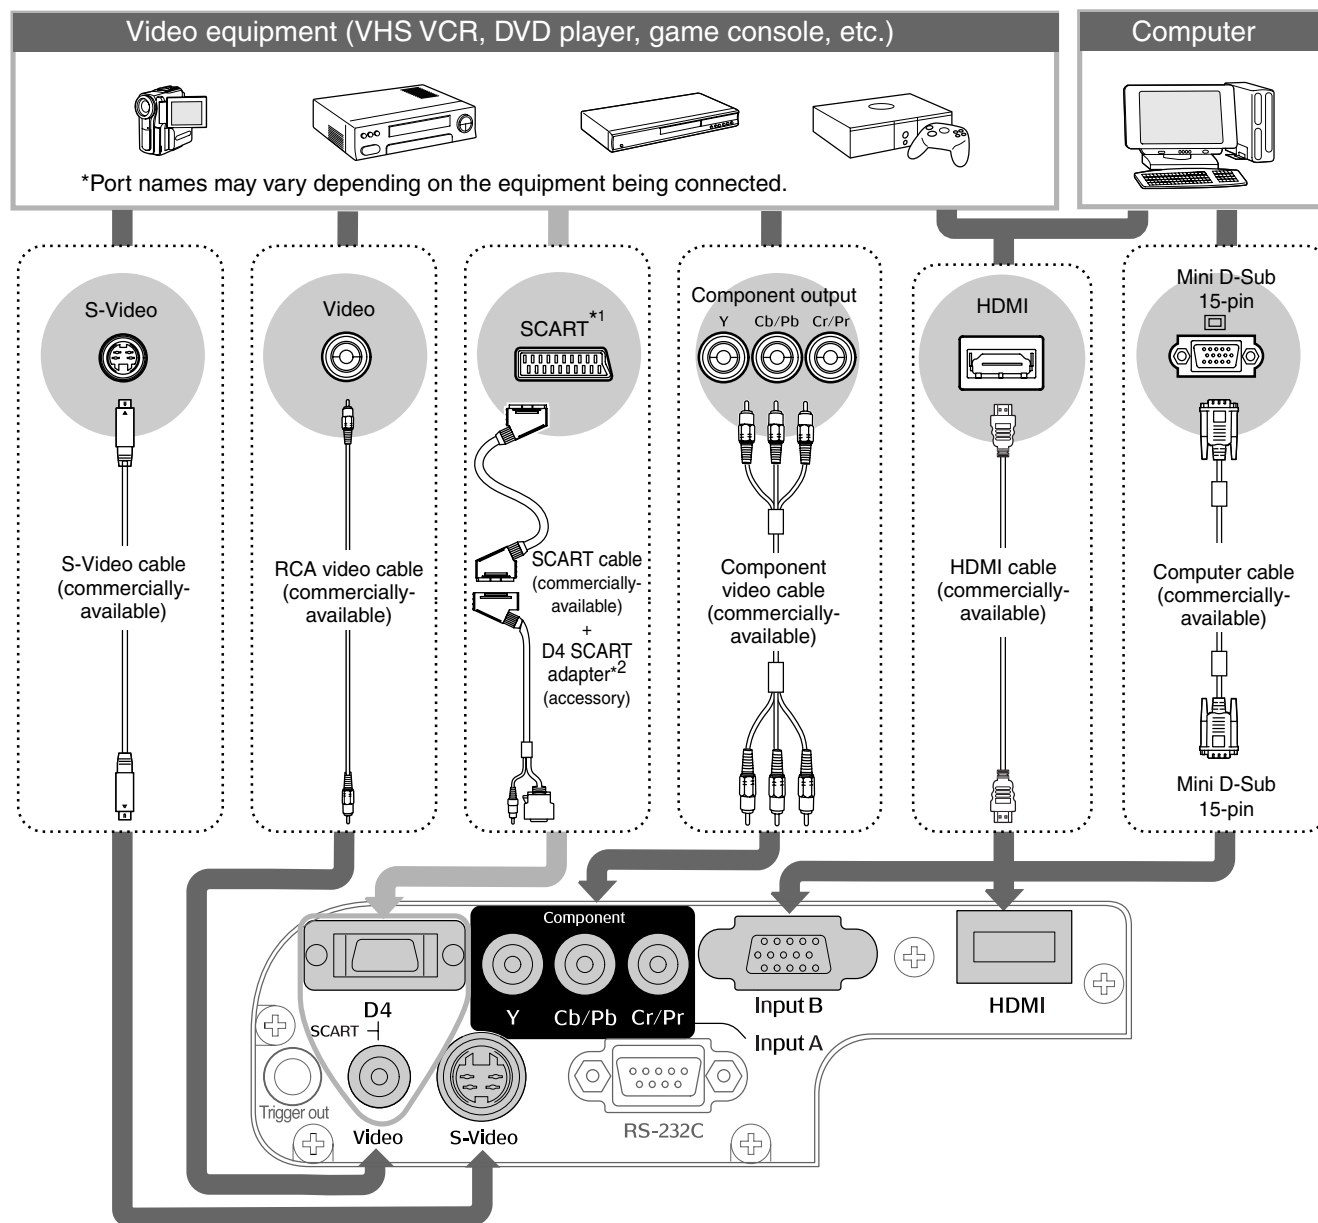 Video equipment (VHS VCR, DVD player, game console, etc.)
Computer
*Port names may vary depending on the equipment being connected.
S-Video
Video
SCART*1
Component output
Y Cb/Pb Cr/Pr
HDMI
Mini D-Sub
15-pin
S-Video cable
(commercially-
available)
RCA video cable
(commercially-
available)
SCART cable
(commercially-
available)
+
D4 SCART
adapter*2
(accessory)
Component
video cable
(commercially-
available)
HDMI cable
(commercially-
available)
Computer cable
(commercially-
available)
Mini D-Sub
15-pin
Component
Y Cb/Pb Cr/Pr
Input B
HDMI
D4
SCART
Input A
Trigger out
Video
S-Video
RS-232C